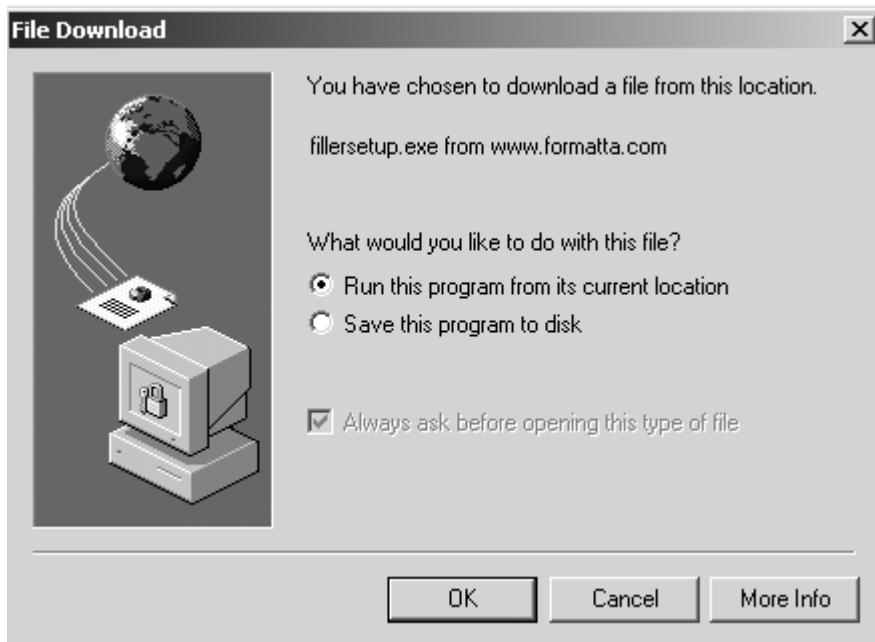 File Download
You have chosen to download a file from this location.
fillersetup.exe from www.formatta.com
What would you like to do with this file?
Run this program from its current location
Save this program to disk
Always ask before opening this type of file
OK Cancel More Info